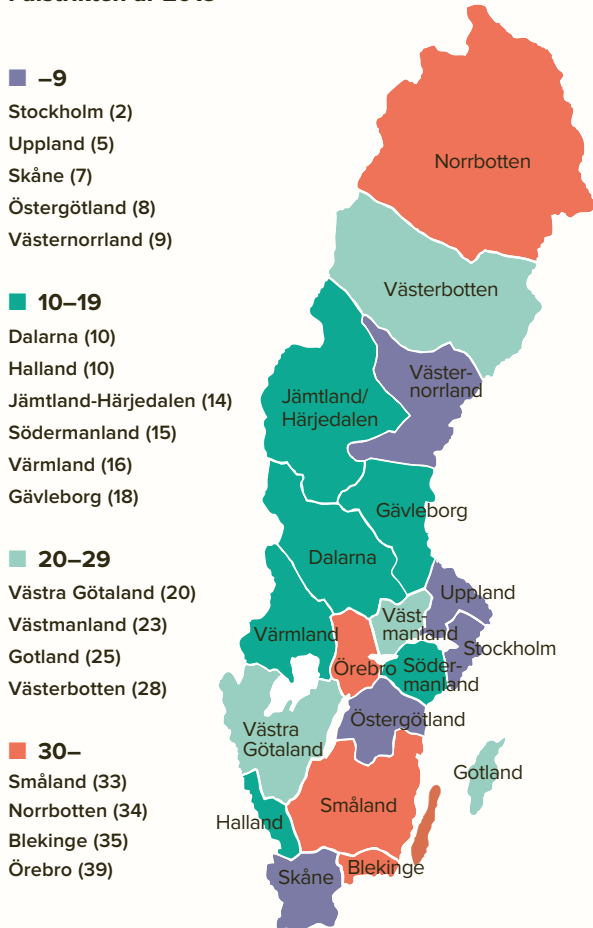 –9
Stockholm (2)
Uppland (5)
Skåne (7)
Östergötland (8)
Västernorrland (9)
10–19
Dalarna (10)
Halland (10)
Jämtland-Härjedalen (14)
Södermanland (15)
Värmland (16)
Gävleborg (18)
20–29
Västra Götaland (20)
Västmanland (23)
Gotland (25)
Västerbotten (28)
30–
Småland (33)
Norrbotten (34)
Blekinge (35)
Örebro (39)
Norrbotten
Västerbotten
Väster-
norrland
Jämtland/
Härjedalen
Gävleborg
Dalarna
Uppland
Väst-
manland
Värmland
Stockholm
Örebro
Söder-
manland
Östergötland
Västra
Götaland
Gotland
Småland
Halland
Blekinge
Skåne